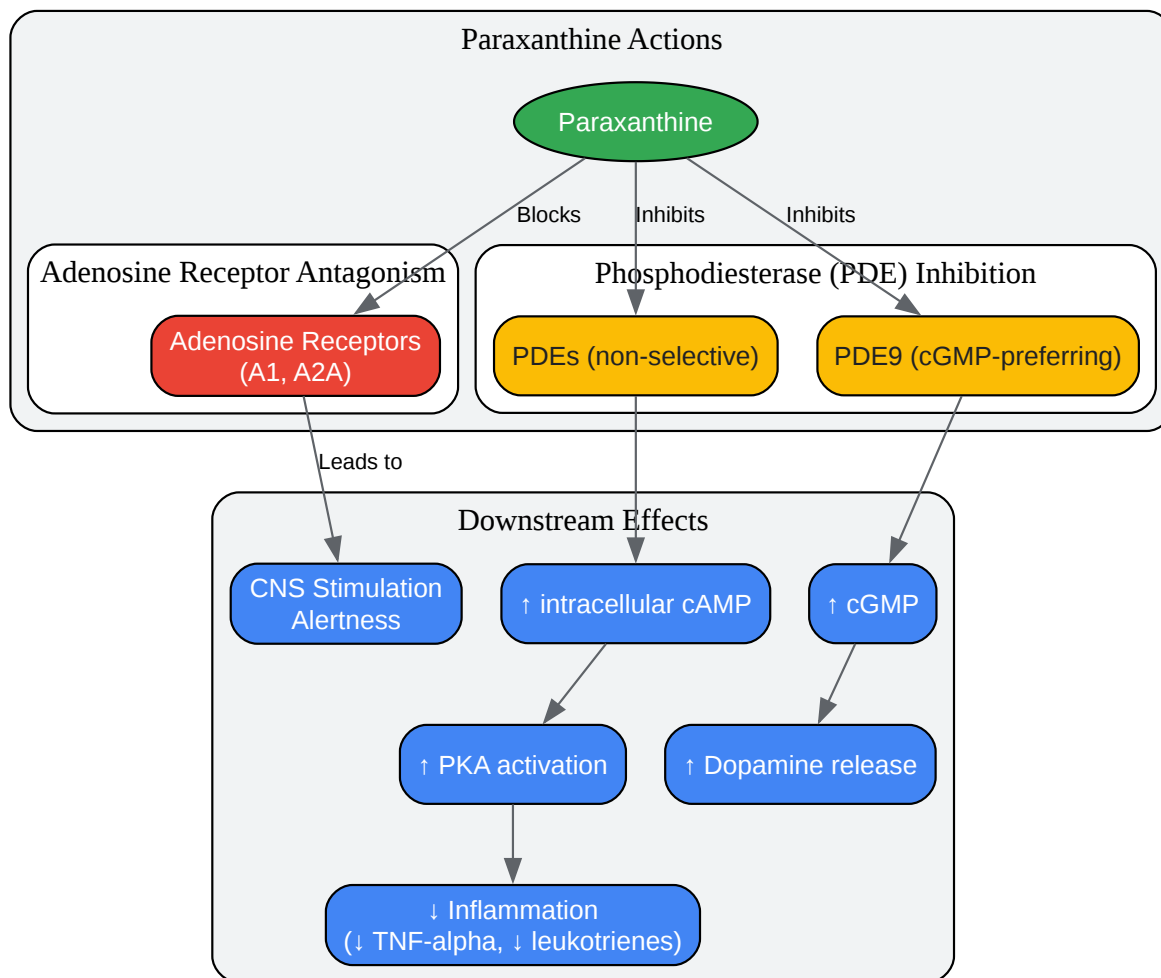 Paraxanthine Actions
Paraxanthine
Blocks
Inhibits
Inhibits
Adenosine Receptor Antagonism
Phosphodiesterase (PDE) Inhibition
Adenosine Receptors
(A1, A2A)
PDEs (non-selective)
PDE9 (cGMP-preferring)
Leads to
Downstream Effects
CNS Stimulation
Alertness
↑ intracellular cAMP
↑ cGMP
↑ PKA activation
↑ Dopamine release
↓ Inflammation
(↓ TNF-alpha, ↓ leukotrienes)